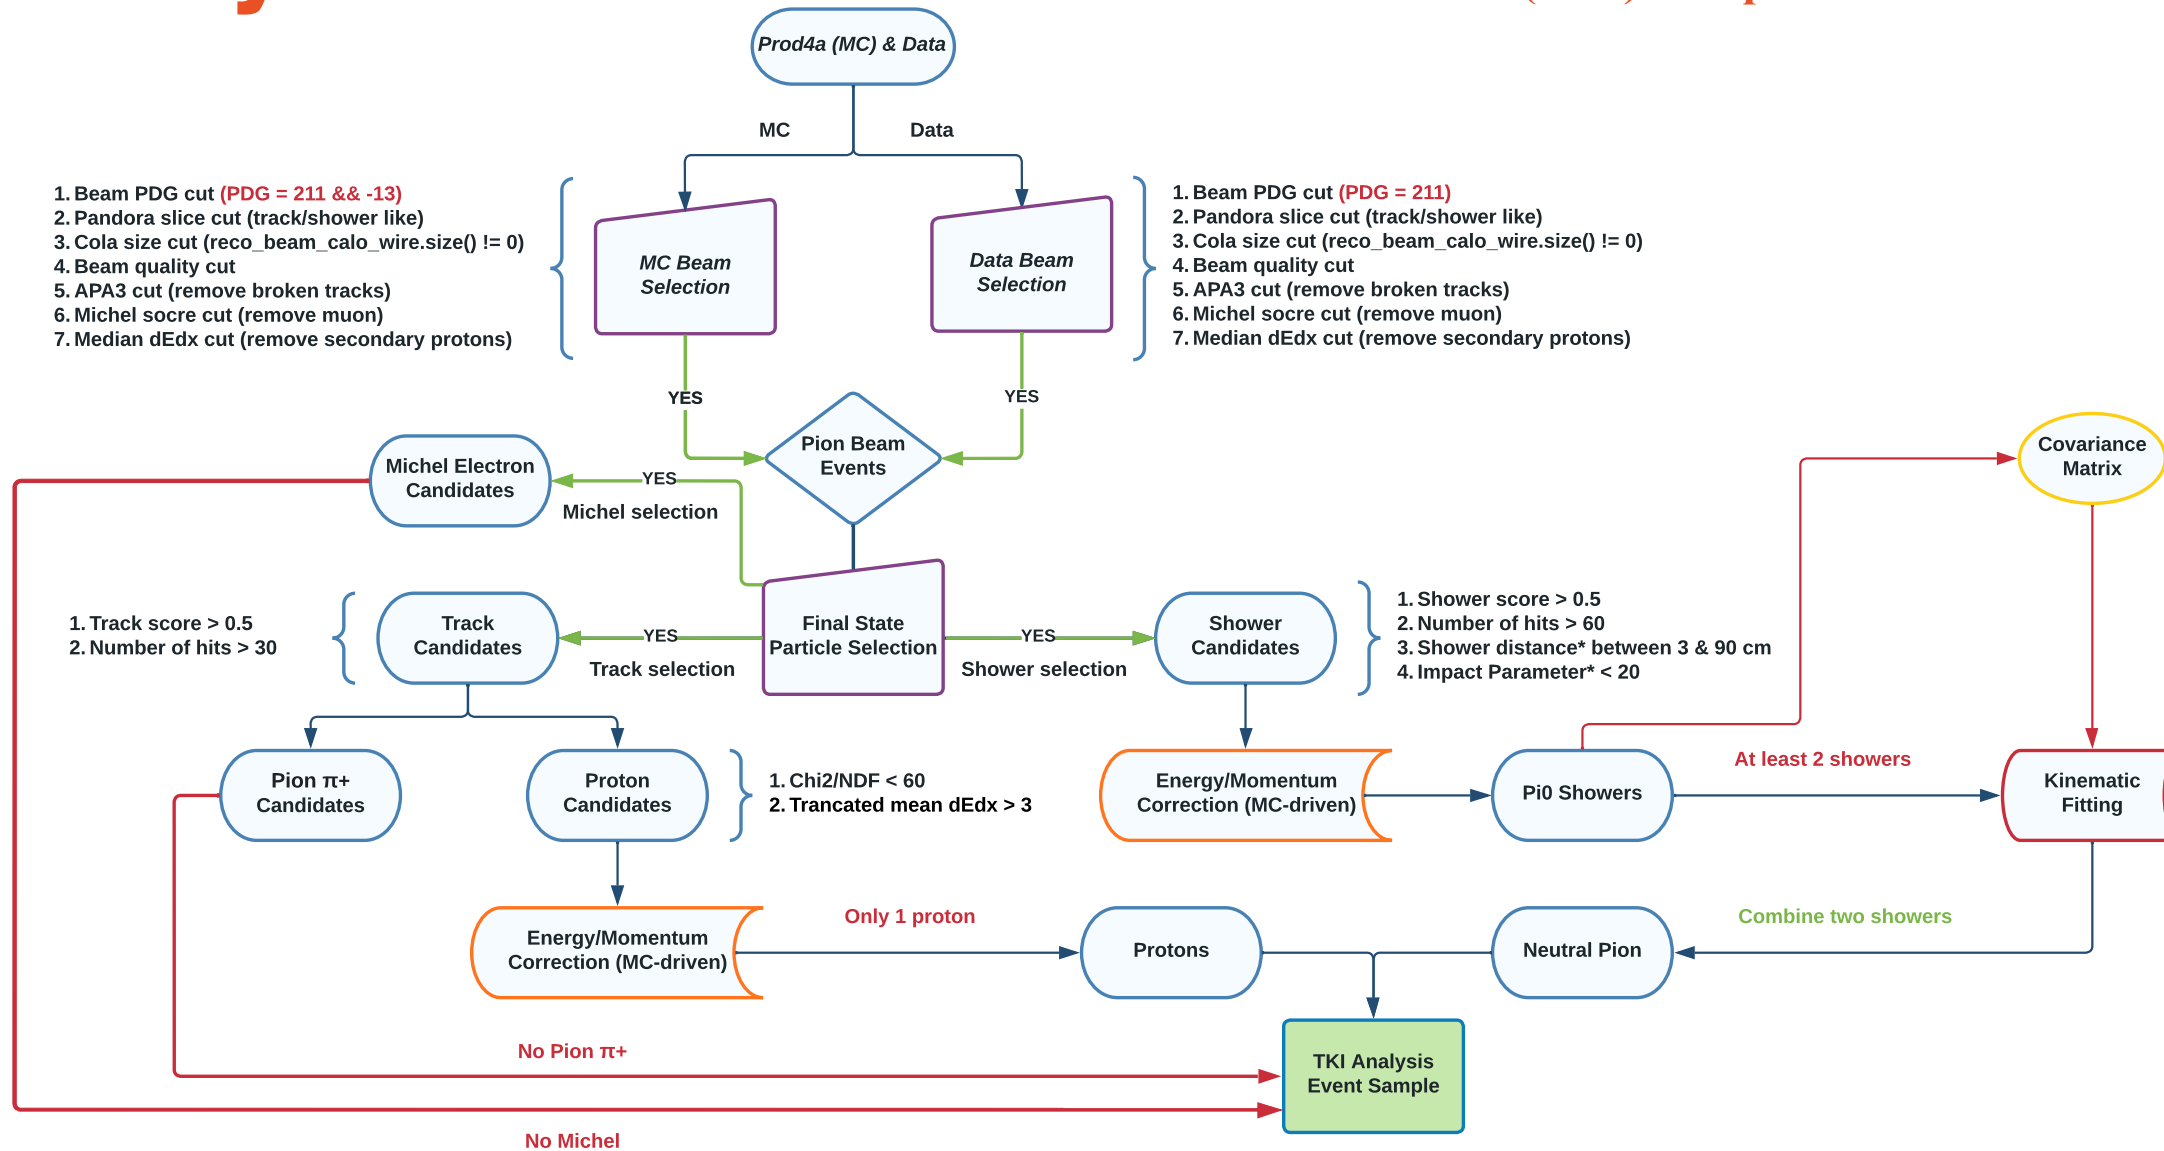 Prod4a (MC) & Data
MC
Data
1. Beam PDG cut (PDG = 211 && -13)
2. Pandora slice cut (track/shower like)
3. Cola size cut (reco_beam_calo_wire.size() != 0)
4. Beam quality cut
5. APA3 cut (remove broken tracks)
6. Michel socre cut (remove muon)
7. Median dEdx cut (remove secondary protons)
MC Beam
Selection
Data Beam
Selection
1. Beam PDG cut (PDG = 211)
2. Pandora slice cut (track/shower like)
3. Cola size cut (reco_beam_calo_wire.size() != 0)
4. Beam quality cut
5. APA3 cut (remove broken tracks)
6. Michel socre cut (remove muon)
7. Median dEdx cut (remove secondary protons)
YES
YES
Pion Beam
Events
Michel Electron
Candidates
YES
Michel selection
Covariance
Matrix
1. Track score > 0.5
2. Number of hits > 30
Track
Candidates
YES
Track selection
Final State
Particle Selection
YES
Shower selection
Shower
Candidates
1. Shower score > 0.5
2. Number of hits > 60
3. Shower distance* between 3 & 90 cm
4. Impact Parameter* < 20
Pion π+
Candidates
Proton
Candidates
1. Chi2/NDF < 60
2. Trancated mean dEdx > 3
Energy/Momentum
Correction (MC-driven)
Pi0 Showers
At least 2 showers
Kinematic
Fitting
Energy/Momentum
Correction (MC-driven)
Only 1 proton
Protons
Neutral Pion
Combine two showers
No Pion π+
TKI Analysis
Event Sample
No Michel